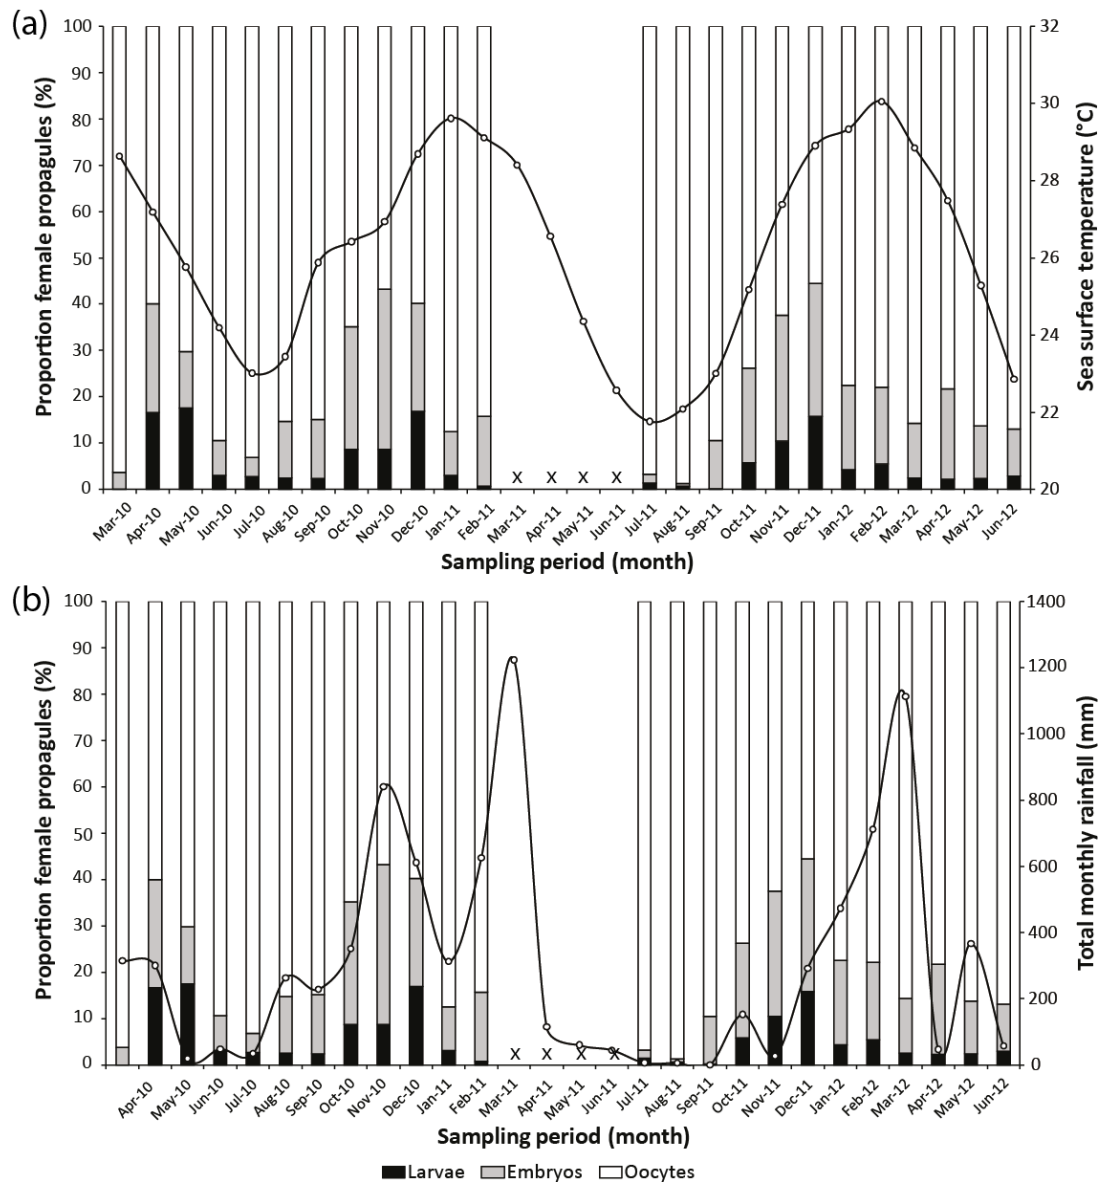 (a)
100
90
80
70
60
50
40
30
20
10
0
Proportion female propagules (%)
32
30
28
26
24
22
20
Sea surface temperature (°C)
X X X X
Mar-10 Apr-10 May-10 Jun-10 Jul-10 Aug-10 Sep-10 Oct-10 Nov-10 Dec-10 Jan-11 Feb-11 Mar-11 Apr-11 May-11 Jun-11 Jul-11 Aug-11 Sep-11 Oct-11 Nov-11 Dec-11 Jan-12 Feb-12 Mar-12 Apr-12 May-12 Jun-12
Sampling period (month)
(b)
100
90
80
70
60
50
40
30
20
10
0
Proportion female propagules (%)
1400
1200
1000
800
600
400
200
0
Total monthly rainfall (mm)
X X X X
Apr-10 May-10 Jun-10 Jul-10 Aug-10 Sep-10 Oct-10 Nov-10 Dec-10 Jan-11 Feb-11 Mar-11 Apr-11 May-11 Jun-11 Jul-11 Aug-11 Sep-11 Oct-11 Nov-11 Dec-11 Jan-12 Feb-12 Mar-12 Apr-12 May-12 Jun-12
Sampling period (month)
Larvae Embryos Oocytes